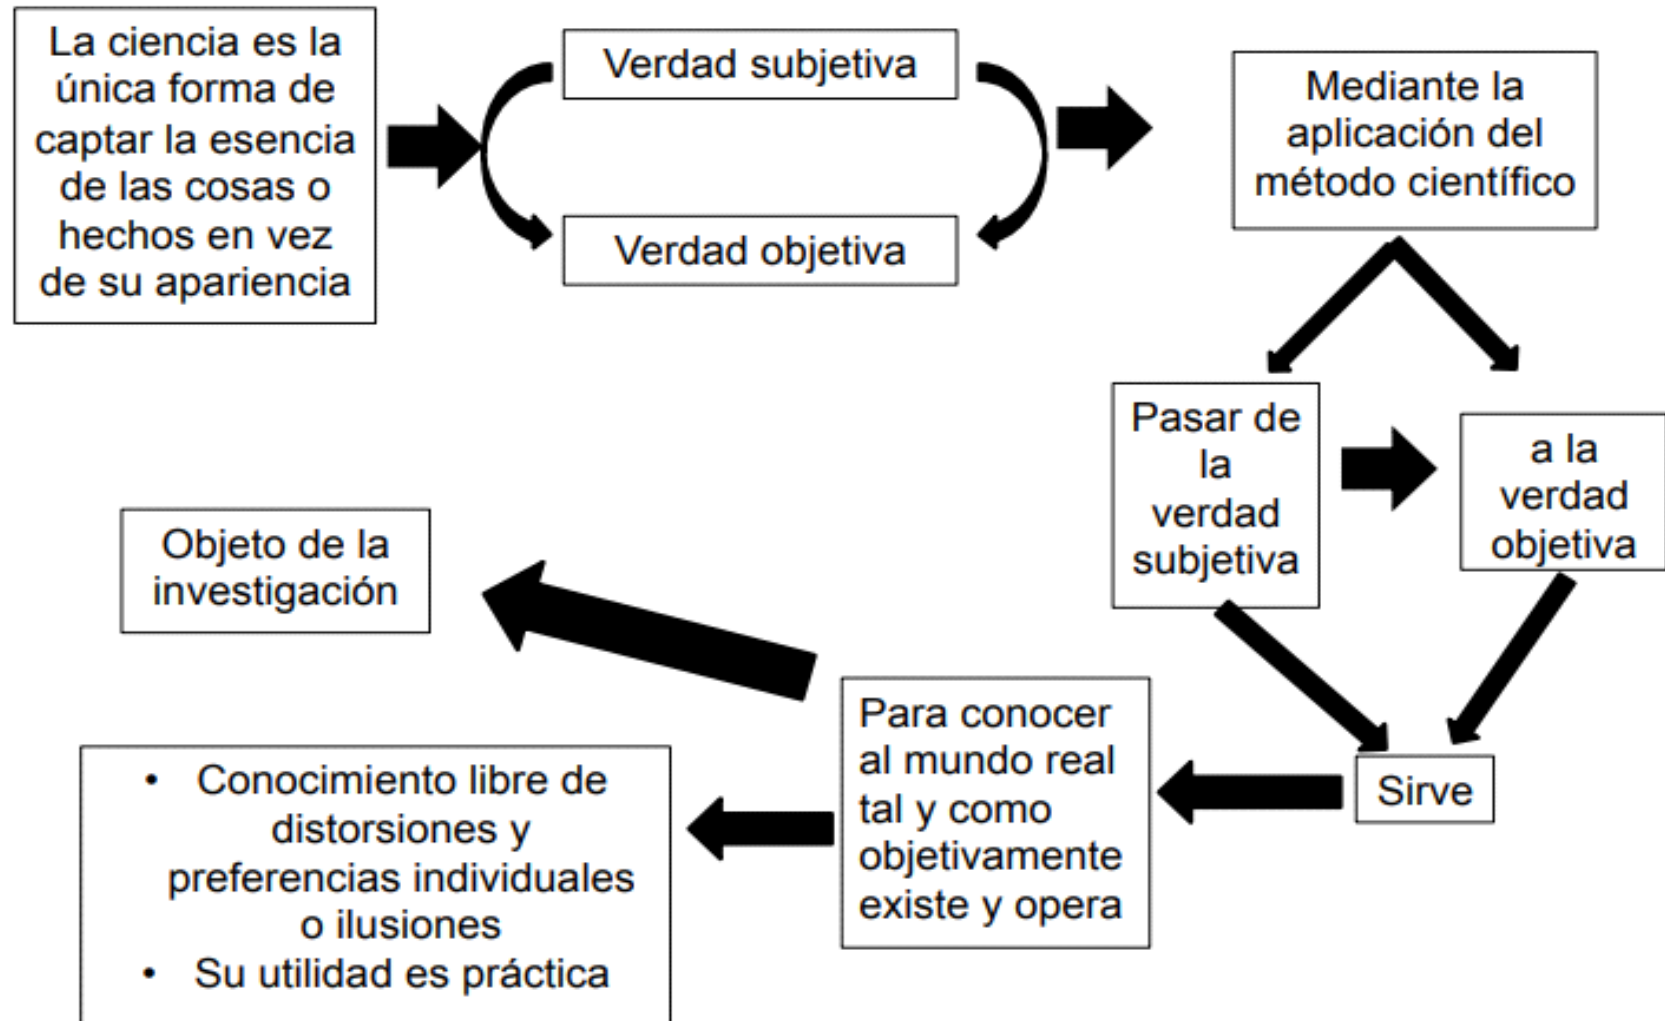 La ciencia es la
única forma de
captar la esencia
de las cosas o
hechos en vez
de su apariencia
Verdad subjetiva
Verdad objetiva
Mediante la
aplicación del
método científico
Pasar de
la
verdad
subjetiva
a la
verdad
objetiva
Sirve
Para conocer
al mundo real
tal y como
objetivamente
existe y opera
Objeto de la
investigación
• Conocimiento libre de
distorsiones y
preferencias individuales
o ilusiones
• Su utilidad es práctica